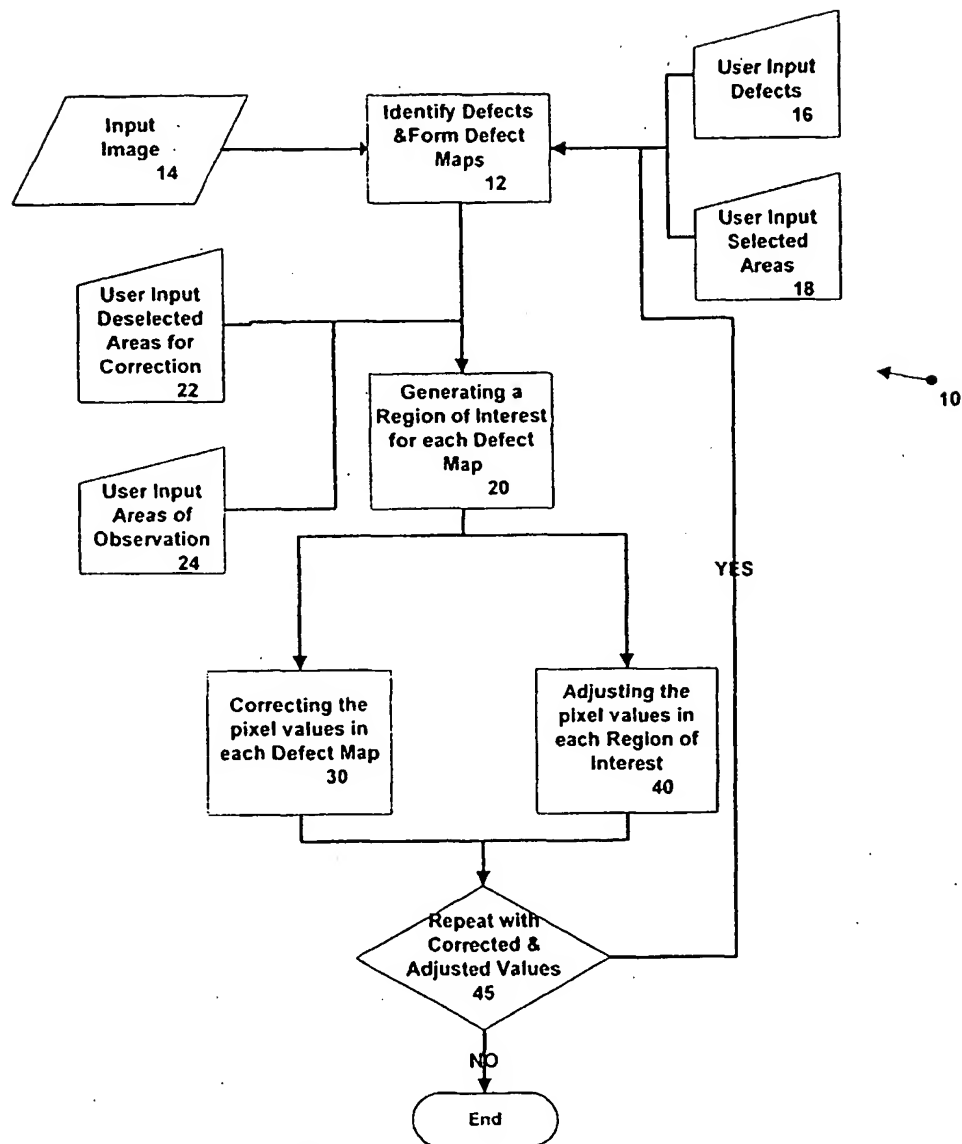 Input
Image
14
Identify Defects
&Form Defect
Maps
12
User Input
Defects
16
User Input
Selected
Areas
18
User Input
Deselected
Areas for
Correction
22
Generating a
Region of Interest
for each Defect
Map
20
10
User Input
Areas of
Observation
24
YES
Correcting the
pixel values in
each Defect Map
30
Adjusting the
pixel values in
each Region of
Interest
40
Repeat with
Corrected &
Adjusted Values
45
NO
End